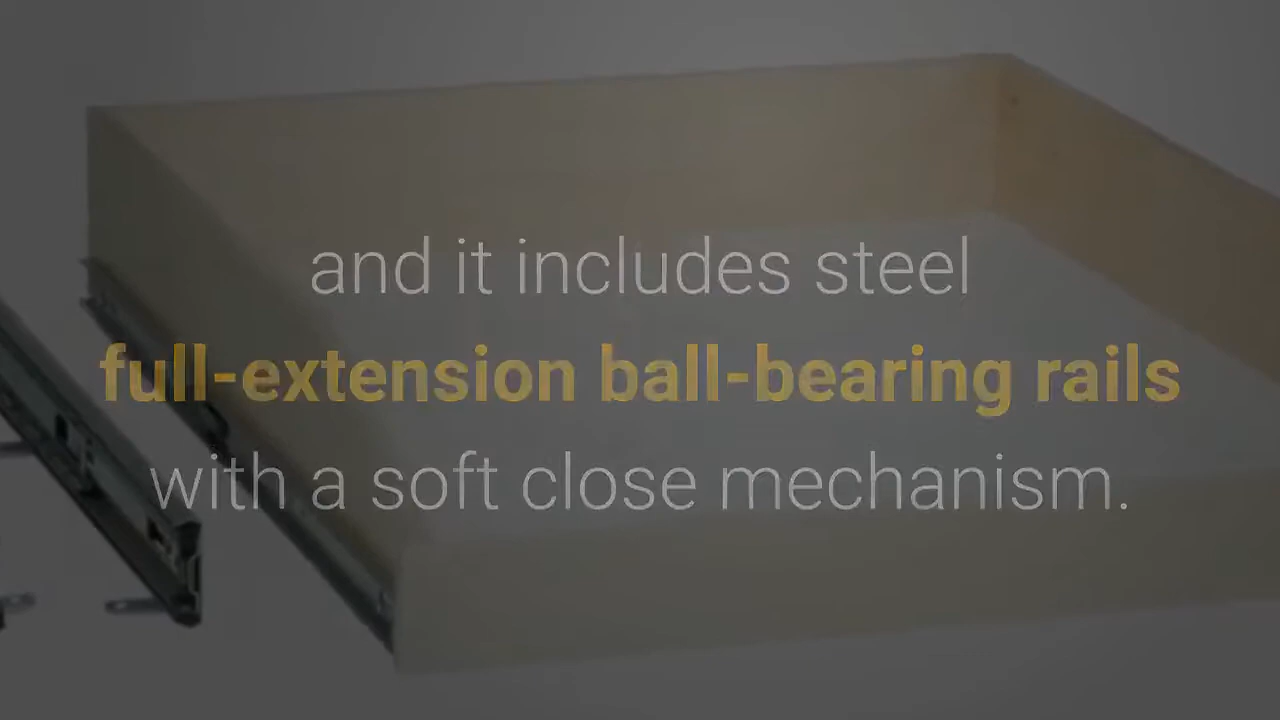 and it includes steel
full-extension ball-bearing rails
with a soft close mechanism.